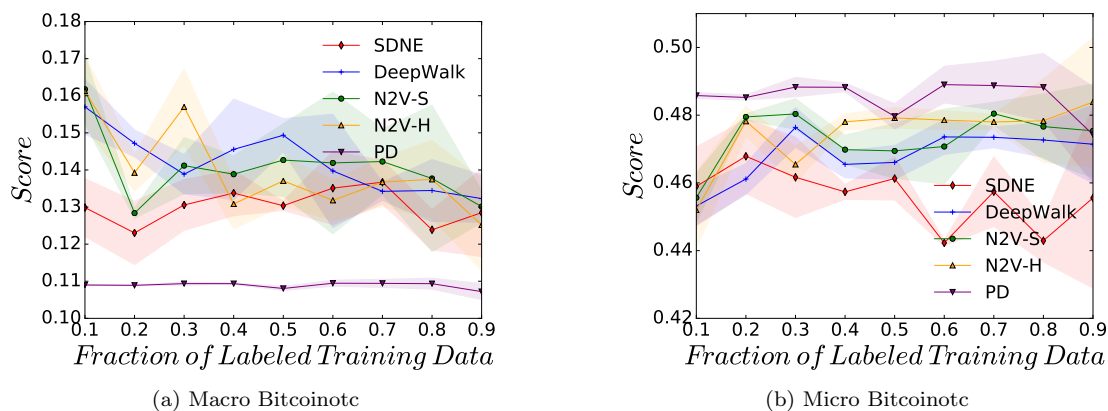 0.18
0.17
0.16
0.15
0.14
0.13
0.12
0.11
0.10
Score
SDNE
DeepWalk
N2V-S
N2V-H
PD
0.1 0.2 0.3 0.4 0.5 0.6 0.7 0.8 0.9
Fraction of Labeled Training Data
(a) Macro Bitcoinotc
0.50
0.48
0.46
0.44
0.42
Score
SDNE
DeepWalk
N2V-S
N2V-H
PD
0.1 0.2 0.3 0.4 0.5 0.6 0.7 0.8 0.9
Fraction of Labeled Training Data
(b) Micro Bitcoinotc